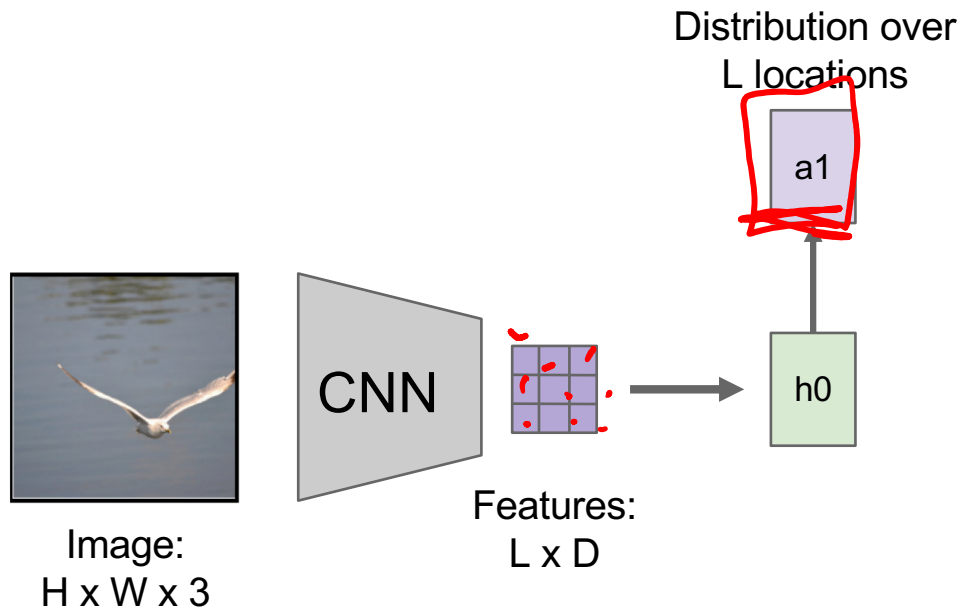 Distribution over
L locations
a1
CNN
h0
Features:
L x D
Image:
H x W x 3